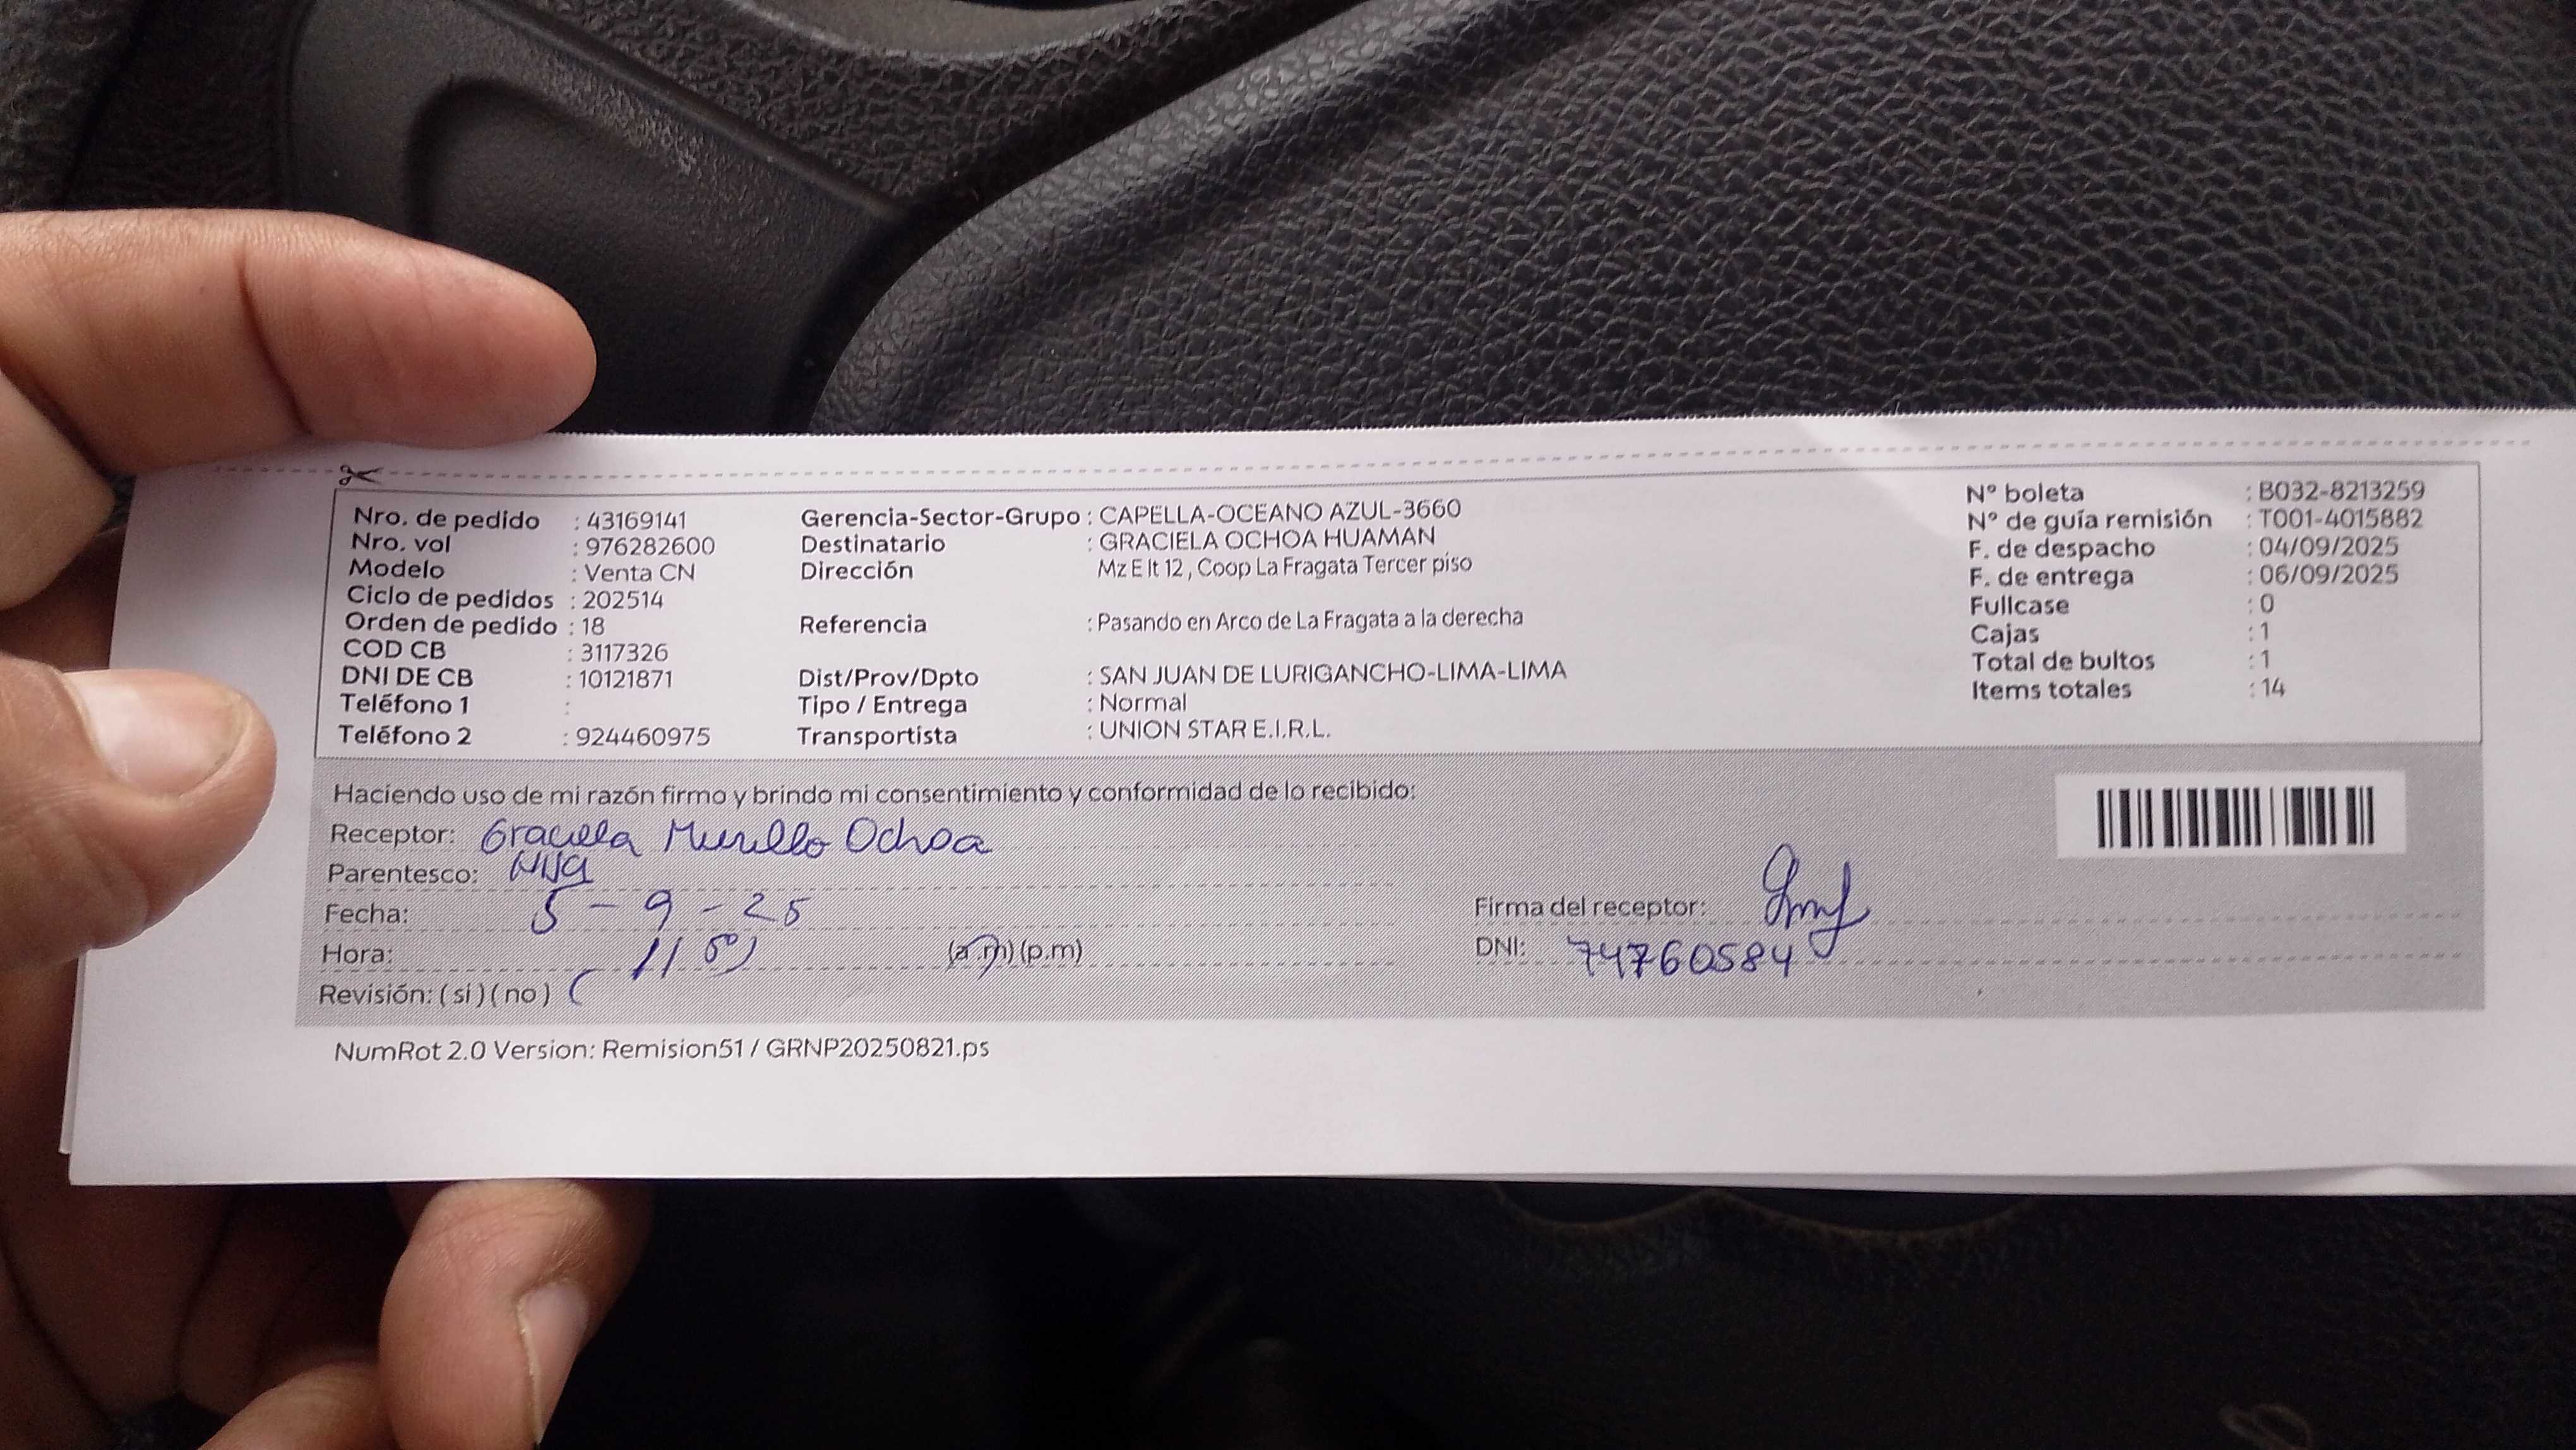 Nro. de pedido : 43169141
Nro. vol : 976282600
Modelo : Venta CN
Ciclo de pedidos : 202514
Orden de pedido : 18
COD CB : 3117326
DNI DE CB : 10121871
Teléfono 1 :
Teléfono 2 : 924460975
Gerencia-Sector-Grupo : CAPELLA-OCEANO AZUL-3660
Destinatario : GRACIELA OCHOA HUAMAN
Dirección Mz E lt 12 , Coop La Fragata Tercer piso
Referencia : Pasando en Arco de La Fragata a la derecha
Dist/Prov/Dpto : SAN JUAN DE LURIGANCHO-LIMA-LIMA
Tipo / Entrega : Normal
Transportista : UNION STAR E.I.R.L.
N° boleta : B032-8213259
N° de guía remisión : T001-4015882
F. de despacho : 04/09/2025
F. de entrega : 06/09/2025
Fullcase : 0
Cajas : 1
Total de bultos : 1
Items totales : 14
Haciendo uso de mi razón firmo y brindo mi consentimiento y conformidad de lo recibido:
Receptor: Graciela Murillo Ochoa
Parentesco: HIJA
Fecha: 5 - 9 - 25
Hora: (a.m) (p.m)
Revisión: ( si ) ( no )
Firma del receptor:
DNI: 74760584
NumRot 2.0 Version: Remision51 / GRNP20250821.ps